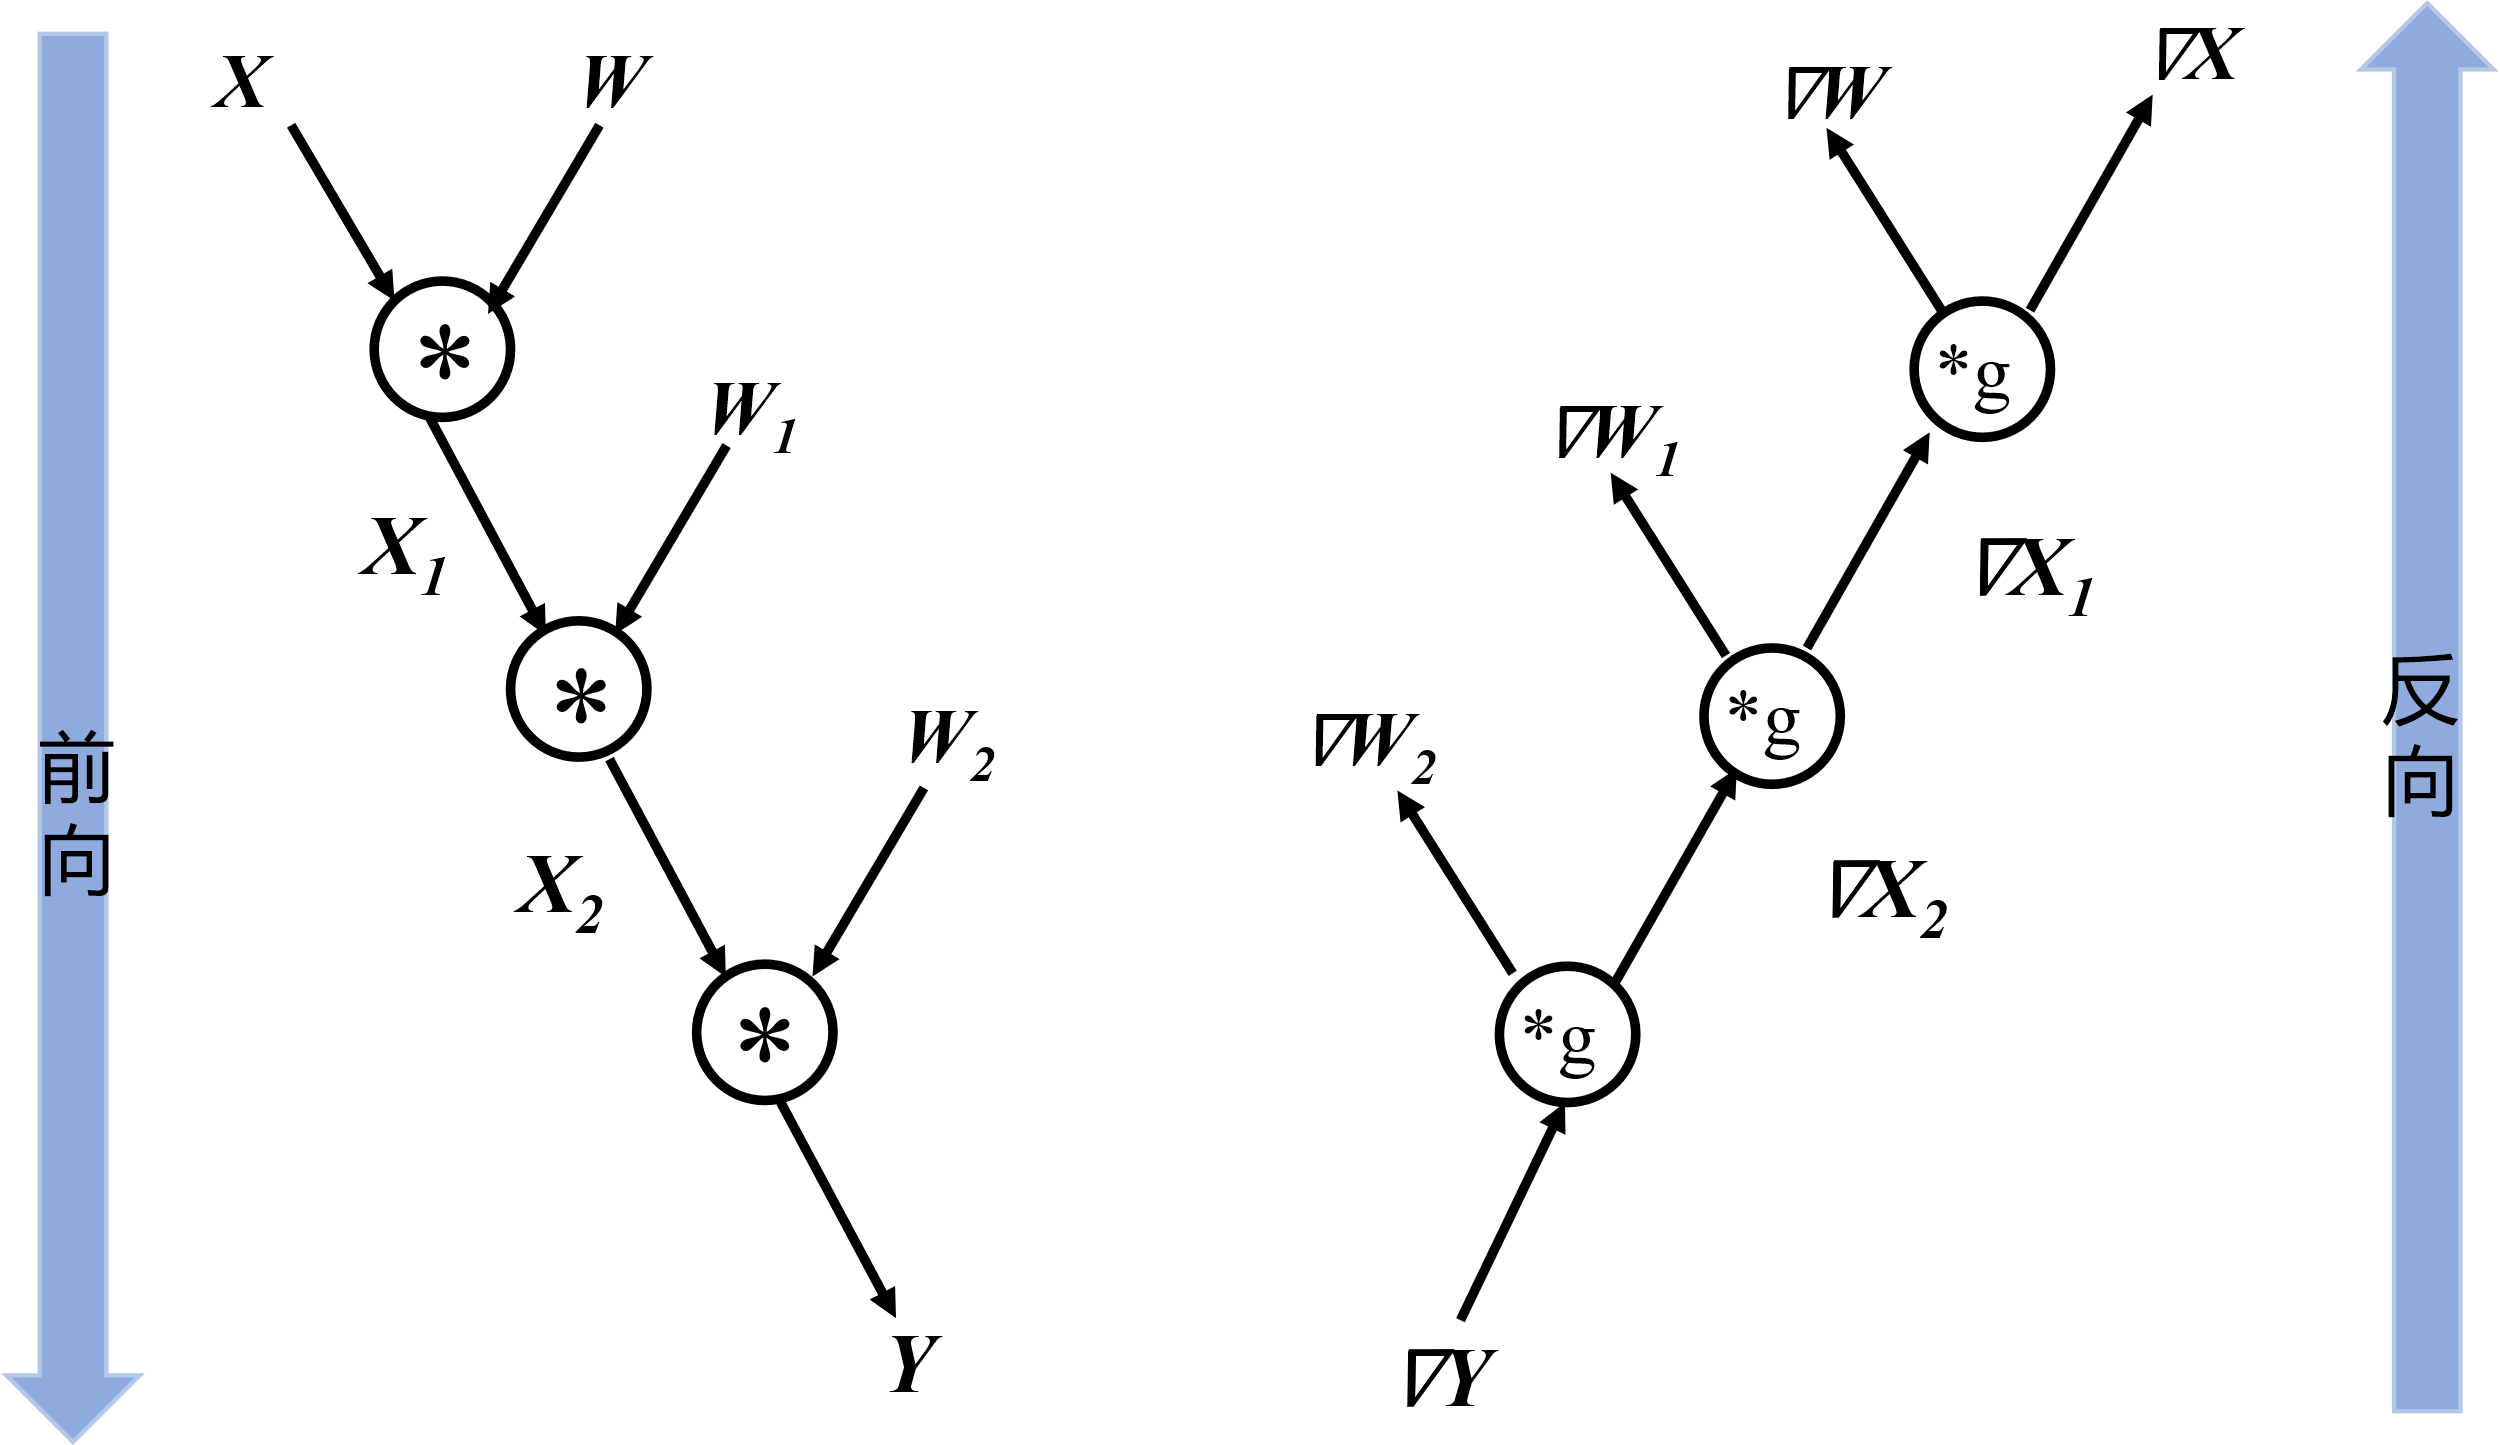 前向
X
W
*
W₁
X₁
*
W₂
X₂
*
Y
∇W
∇X
*g
∇W₁
∇X₁
*g
∇W₂
∇X₂
*g
∇Y
反向